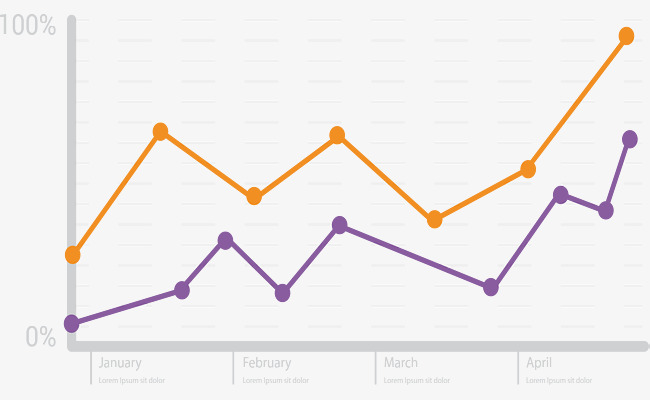 100%
0%
January
February
March
April
Lorem Ipsum sit dolor
Lorem Ipsum sit dolor
Lorem Ipsum sit dolor
Lorem Ipsum sit dolor